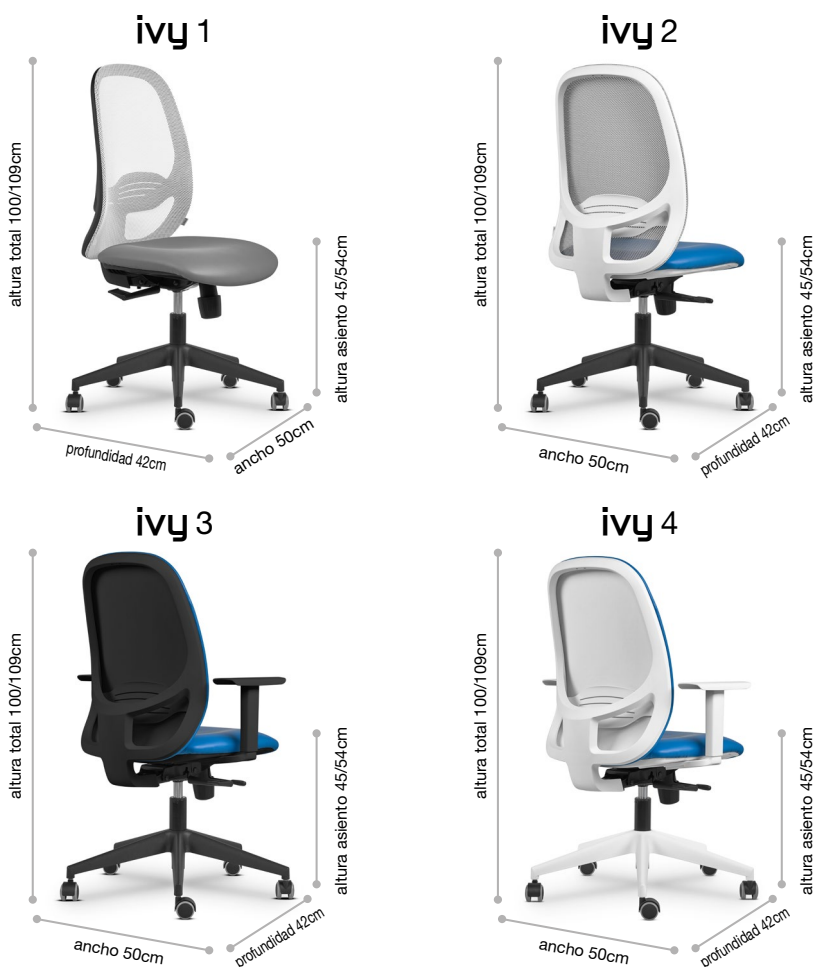 ivy 1
altura total 100/109cm
altura asiento 45/54cm
profundidad 42cm
ancho 50cm
ivy 2
altura total 100/109cm
altura asiento 45/54cm
ancho 50cm
profundidad 42cm
ivy 3
altura total 100/109cm
altura asiento 45/54cm
ancho 50cm
profundidad 42cm
ivy 4
altura total 100/109cm
altura asiento 45/54cm
ancho 50cm
profundidad 42cm